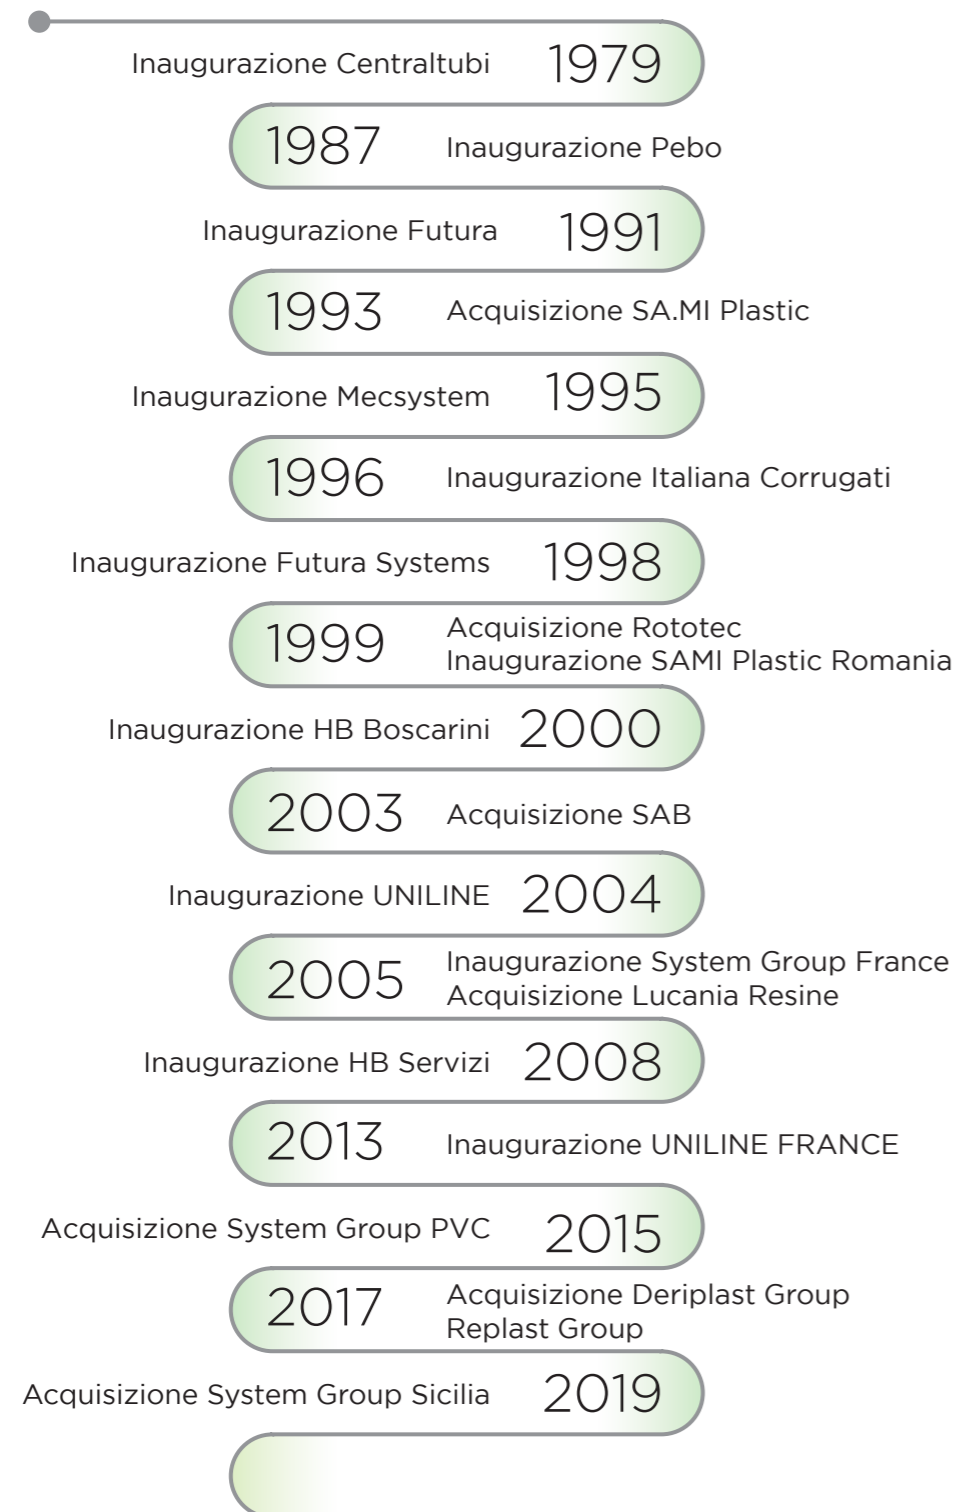 Inaugurazione Centraltubi 1979
1987 Inaugurazione Pebo
Inaugurazione Futura 1991
1993 Acquisizione SA.MI Plastic
Inaugurazione Mecsystem 1995
1996 Inaugurazione Italiana Corrugati
Inaugurazione Futura Systems 1998
1999 Acquisizione Rototec
Inaugurazione SAMI Plastic Romania
Inaugurazione HB Boscarini 2000
2003 Acquisizione SAB
Inaugurazione UNILINE 2004
2005 Inaugurazione System Group France
Acquisizione Lucania Resine
Inaugurazione HB Servizi 2008
2013 Inaugurazione UNILINE FRANCE
Acquisizione System Group PVC 2015
2017 Acquisizione Deriplast Group
Replast Group
Acquisizione System Group Sicilia 2019